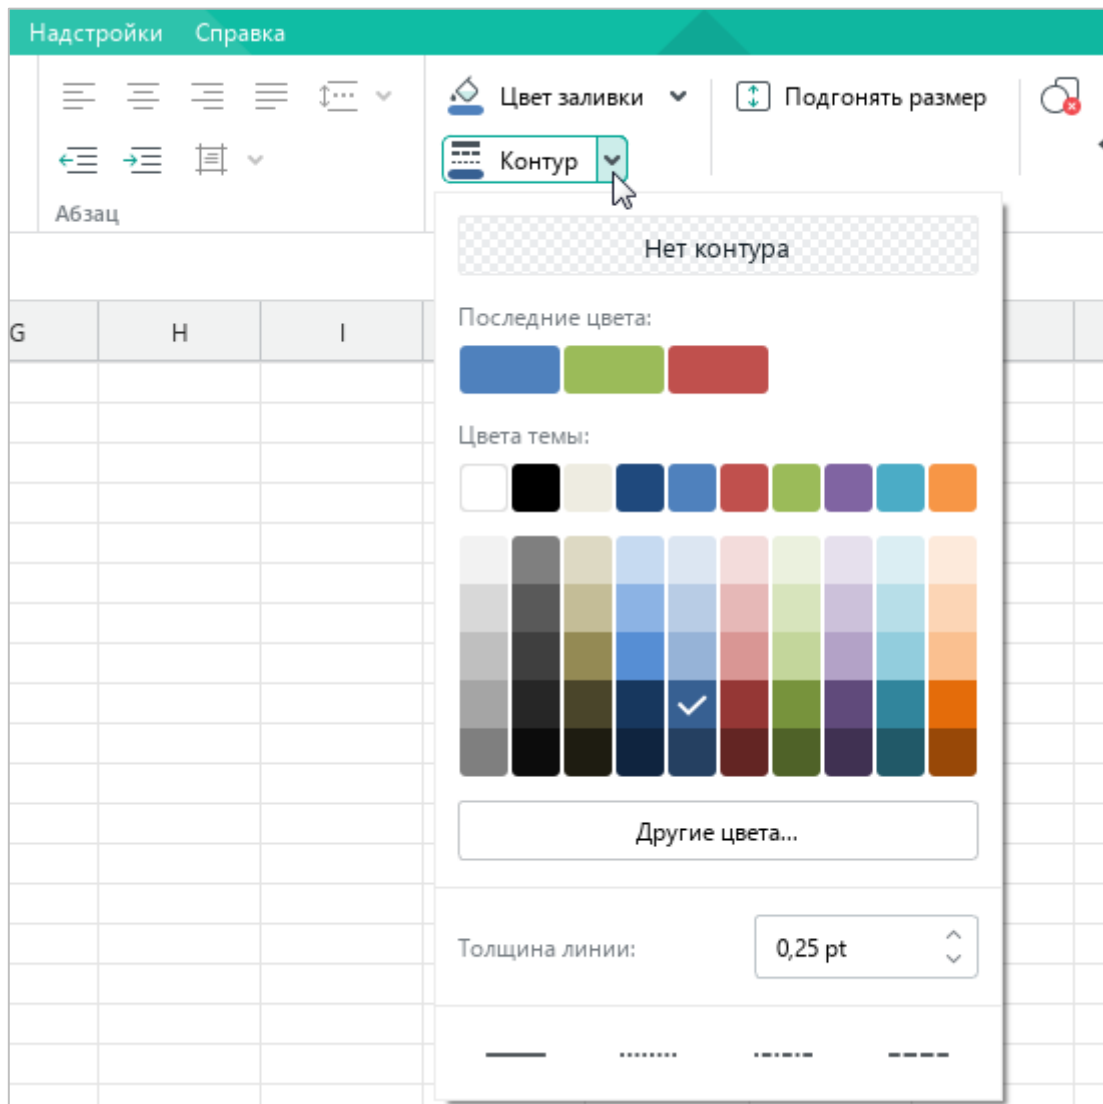 Надстройки Справка
Цвет заливки Подгонять размер
Контур
Абзац
Нет контура
Последние цвета:
G H I
Цвета темы:
Другие цвета...
Толщина линии: 0,25 pt